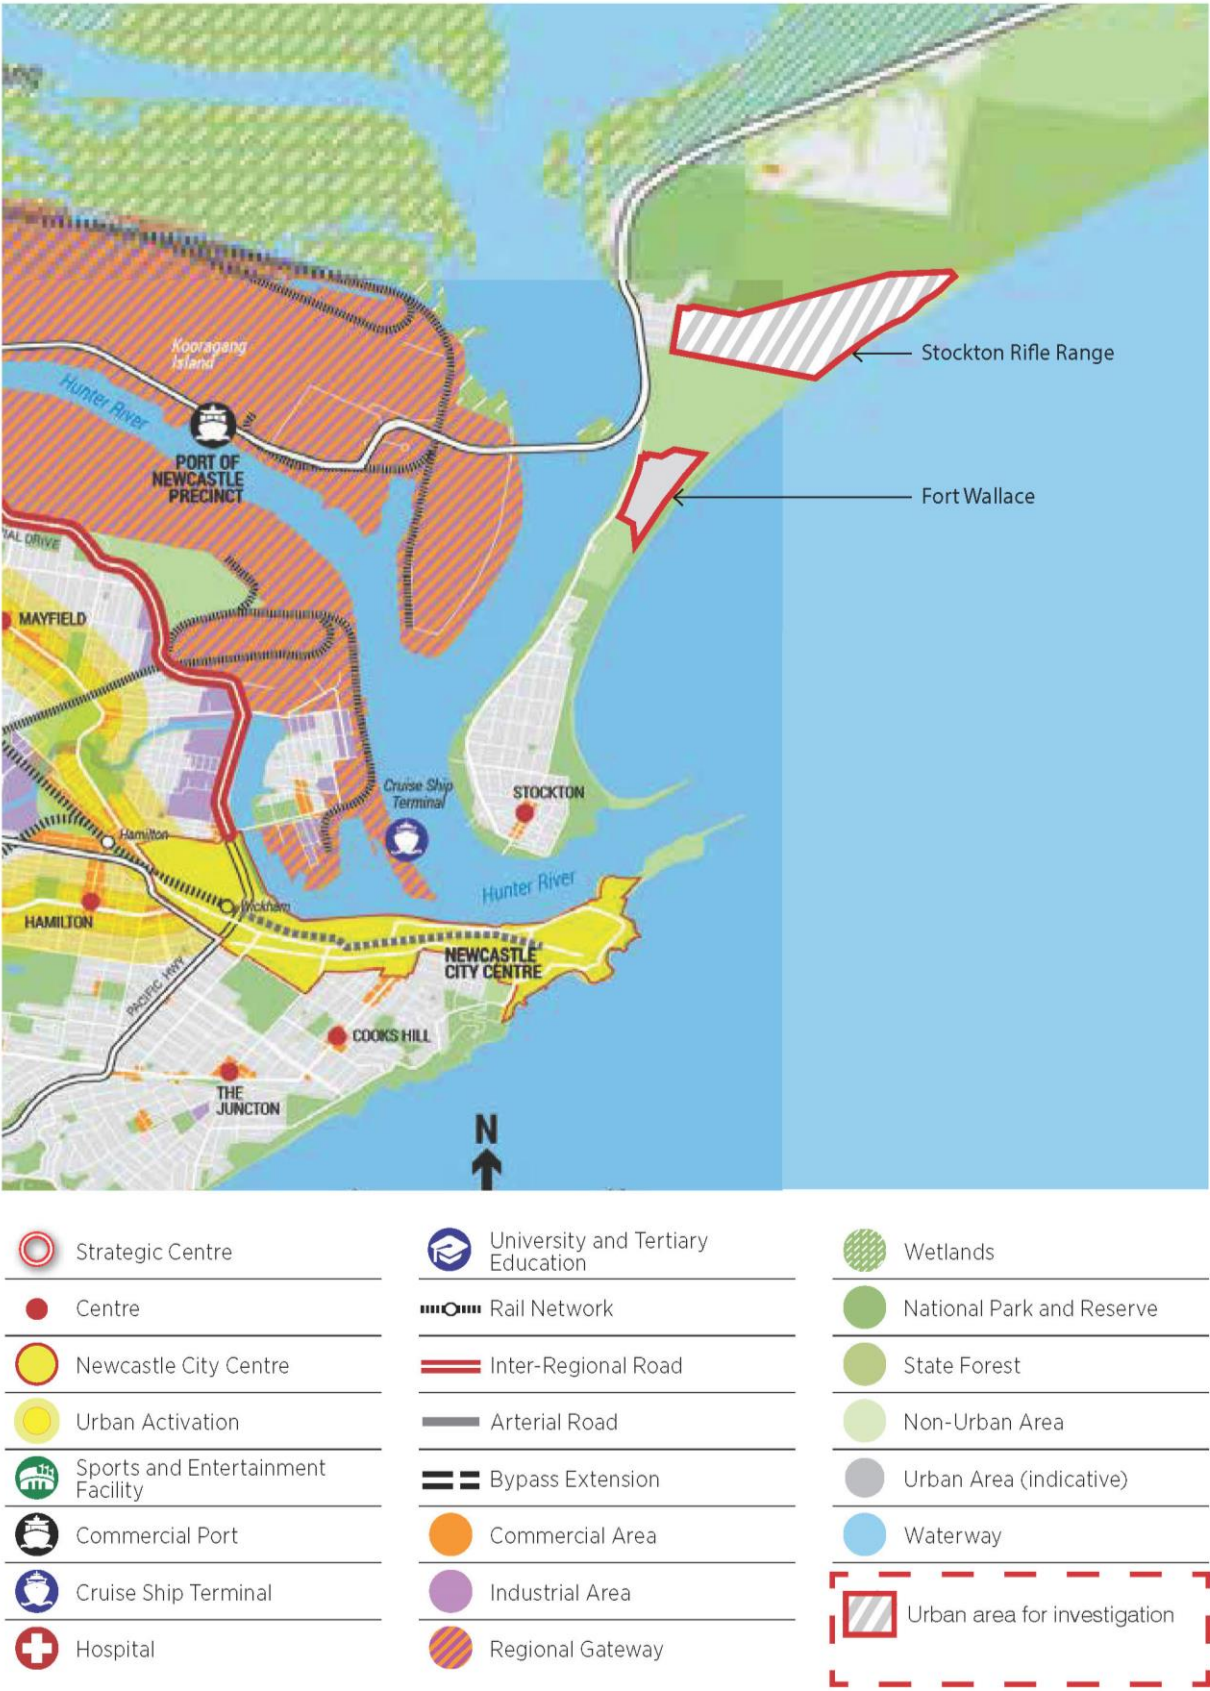 Kooragang
Island
Hunter River
PORT OF
NEWCASTLE
PRECINCT
Stockton Rifle Range
Fort Wallace
IAL DRIVE
MAYFIELD
Cruise Ship
Terminal
STOCKTON
Hamilton
Hunter River
HAMILTON
Wickham
NEWCASTLE
CITY CENTRE
PACIFIC HWY
COOKS HILL
THE
JUNCTON
N
Strategic Centre
Centre
Newcastle City Centre
Urban Activation
Sports and Entertainment
Facility
Commercial Port
Cruise Ship Terminal
Hospital
University and Tertiary
Education
Rail Network
Inter-Regional Road
Arterial Road
Bypass Extension
Commercial Area
Industrial Area
Regional Gateway
Wetlands
National Park and Reserve
State Forest
Non-Urban Area
Urban Area (indicative)
Waterway
Urban area for investigation